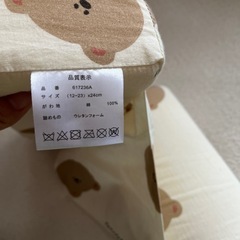 品質表示
品番 617236A
サイズ (12-23)x24cm
がわ地 綿 100%
詰めもの ウレタンフォーム